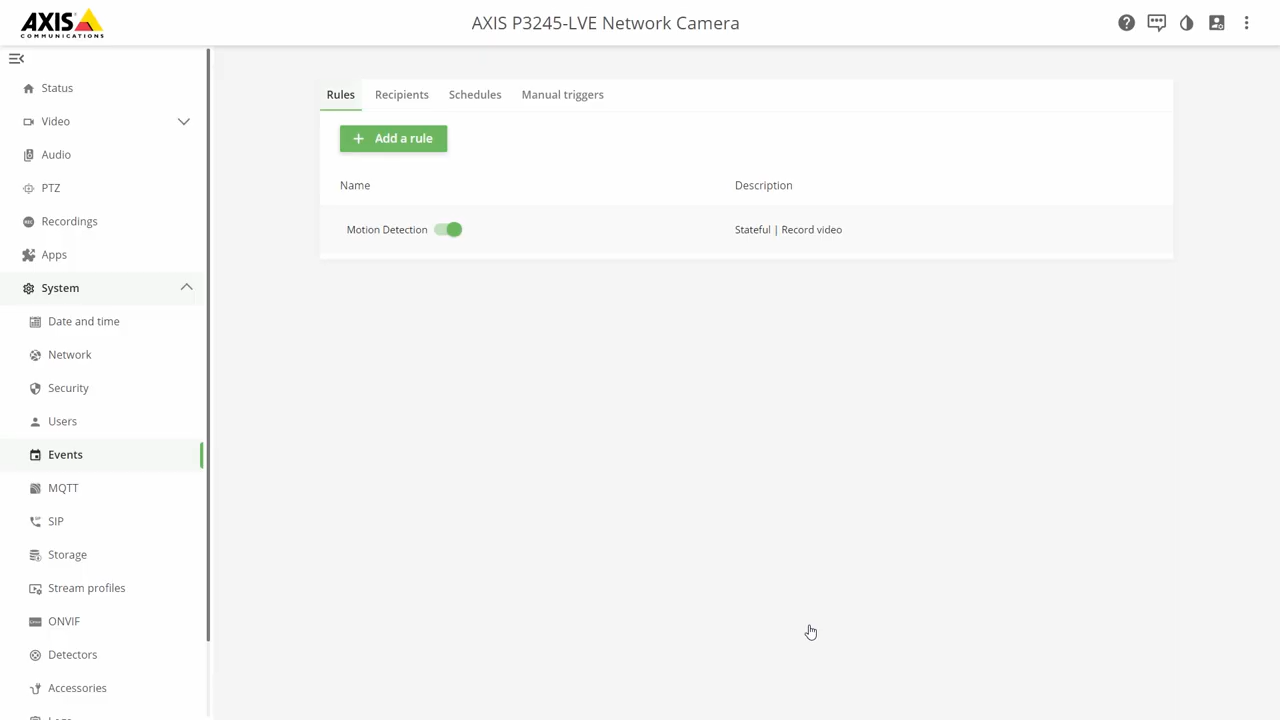 AXIS
COMMUNICATIONS
AXIS P3245-LVE Network Camera
Status
Video
Audio
PTZ
Recordings
Apps
System
Date and time
Network
Security
Users
Events
MQTT
SIP
Storage
Stream profiles
ONVIF
Detectors
Accessories
Logs
Rules Recipients Schedules Manual triggers
+ Add a rule
Name Description
Motion Detection Stateful | Record video